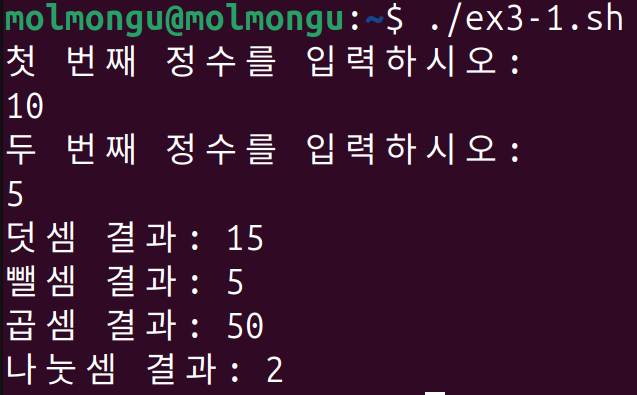 molmongu@molmongu:~$ ./ex3-1.sh
첫 번째 정수를 입력하시오:
10
두 번째 정수를 입력하시오:
5
덧셈 결과: 15
뺄셈 결과: 5
곱셈 결과: 50
나눗셈 결과: 2